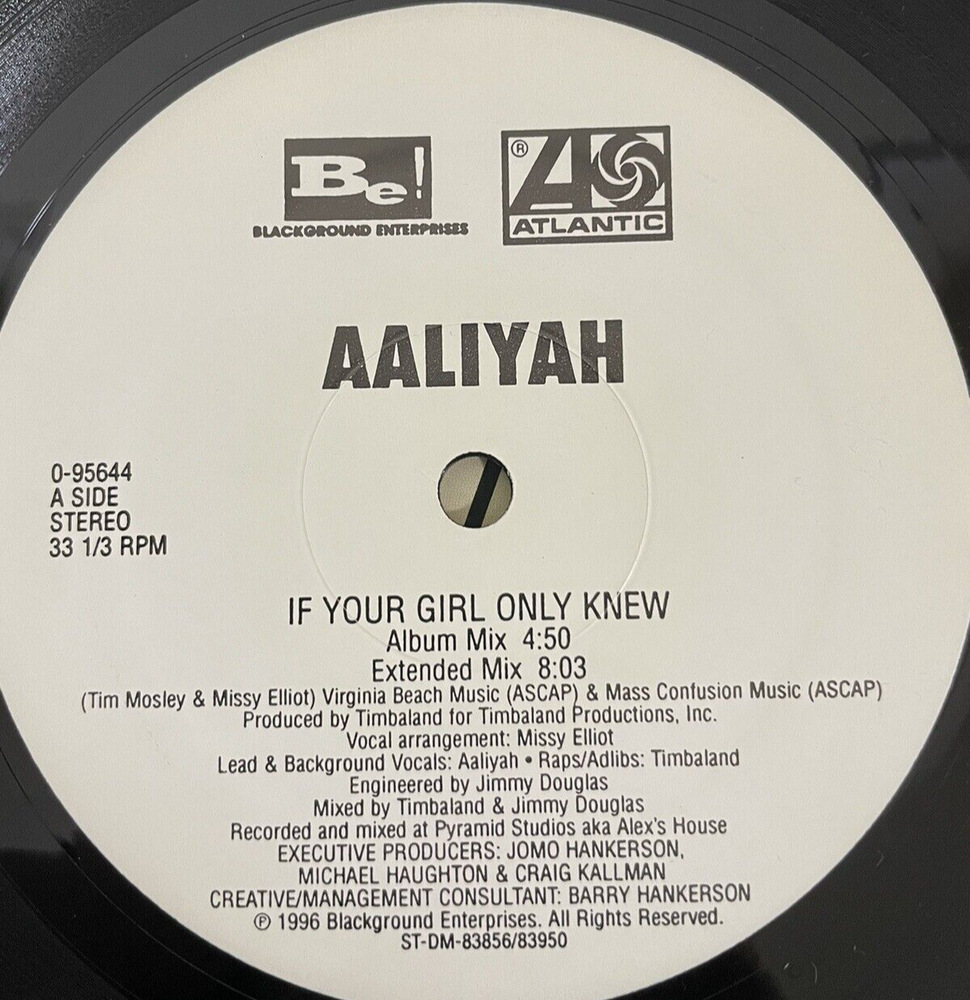 Be!
BLACKGROUND ENTERPRISES
®
ATLANTIC
AALIYAH
0-95644
A SIDE
STEREO
33 1/3 RPM
IF YOUR GIRL ONLY KNEW
Album Mix 4:50
Extended Mix 8:03
(Tim Mosley & Missy Elliot) Virginia Beach Music (ASCAP) & Mass Confusion Music (ASCAP)
Produced by Timbaland for Timbaland Productions, Inc.
Vocal arrangement: Missy Elliot
Lead & Background Vocals: Aaliyah • Raps/Adlibs: Timbaland
Engineered by Jimmy Douglas
Mixed by Timbaland & Jimmy Douglas
Recorded and mixed at Pyramid Studios aka Alex's House
EXECUTIVE PRODUCERS: JOMO HANKERSON,
MICHAEL HAUGHTON & CRAIG KALLMAN
CREATIVE/MANAGEMENT CONSULTANT: BARRY HANKERSON
℗ 1996 Blackground Enterprises. All Rights Reserved.
ST-DM-83856/83950